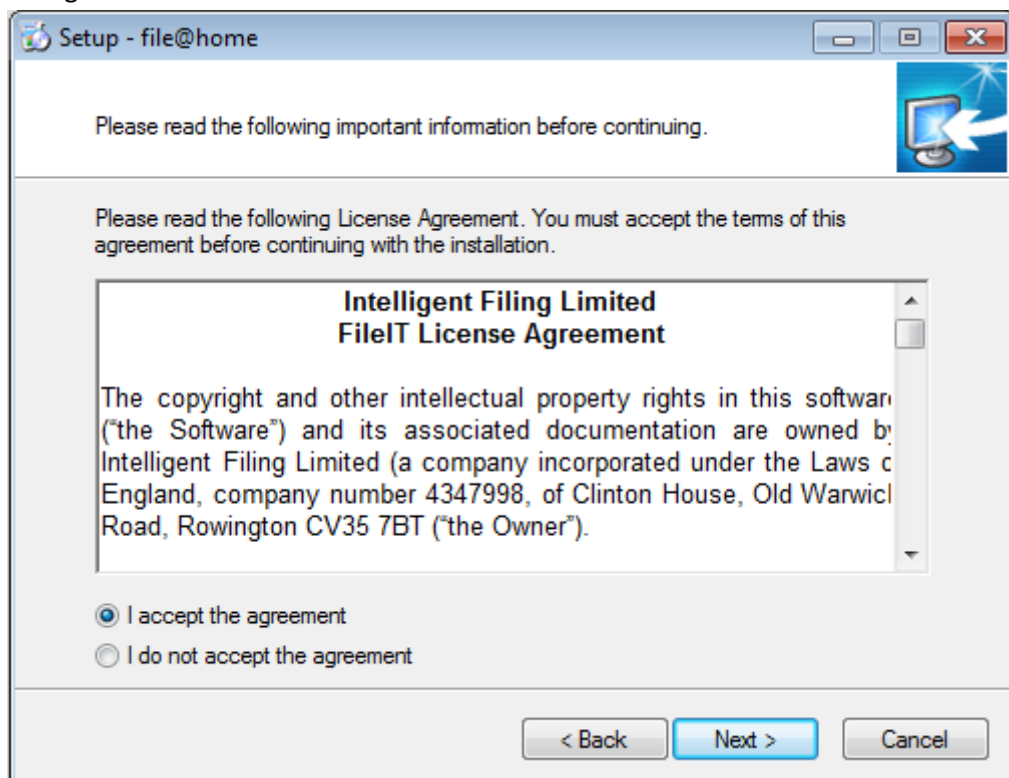 Setup - file@home
Please read the following important information before continuing.
Please read the following License Agreement. You must accept the terms of this
agreement before continuing with the installation.
Intelligent Filing Limited
FileIT License Agreement
The copyright and other intellectual property rights in this softwar
("the Software") and its associated documentation are owned b
Intelligent Filing Limited (a company incorporated under the Laws
England, company number 4347998, of Clinton House, Old Warwic
Road, Rowington CV35 7BT ("the Owner").
I accept the agreement
I do not accept the agreement
< Back
Next >
Cancel